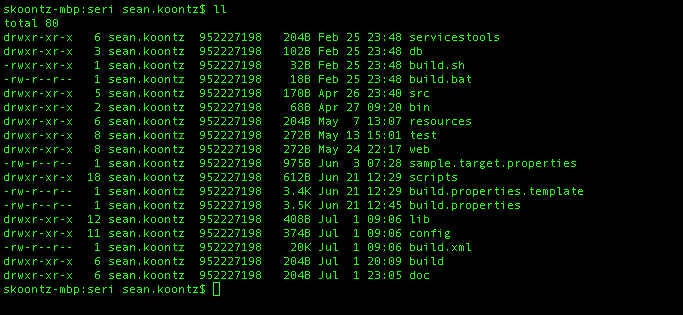 skoontz-mbp:seri sean.koontz$ ll
total 80
drwxr-xr-x   6 sean.koontz  952227198   204B Feb 25 23:48 servicestools
drwxr-xr-x   3 sean.koontz  952227198   102B Feb 25 23:48 db
-rwxr-xr-x   1 sean.koontz  952227198    32B Feb 25 23:48 build.sh
-rw-r--r--   1 sean.koontz  952227198    18B Feb 25 23:48 build.bat
drwxr-xr-x   5 sean.koontz  952227198   170B Apr 26 23:40 src
drwxr-xr-x   2 sean.koontz  952227198    68B Apr 27 09:20 bin
drwxr-xr-x   6 sean.koontz  952227198   204B May  7 13:07 resources
drwxr-xr-x   8 sean.koontz  952227198   272B May 13 15:01 test
drwxr-xr-x   8 sean.koontz  952227198   272B May 24 22:17 web
-rw-r--r--   1 sean.koontz  952227198   975B Jun  3 07:28 sample.target.properties
drwxr-xr-x  18 sean.koontz  952227198   612B Jun 21 12:29 scripts
-rw-r--r--   1 sean.koontz  952227198   3.4K Jun 21 12:29 build.properties.template
-rw-r--r--   1 sean.koontz  952227198   3.5K Jun 21 12:45 build.properties
drwxr-xr-x  12 sean.koontz  952227198   408B Jul  1 09:06 lib
drwxr-xr-x  11 sean.koontz  952227198   374B Jul  1 09:06 config
-rw-r--r--   1 sean.koontz  952227198    20K Jul  1 09:06 build.xml
drwxr-xr-x   6 sean.koontz  952227198   204B Jul  1 20:09 build
drwxr-xr-x   6 sean.koontz  952227198   204B Jul  1 23:05 doc
skoontz-mbp:seri sean.koontz$